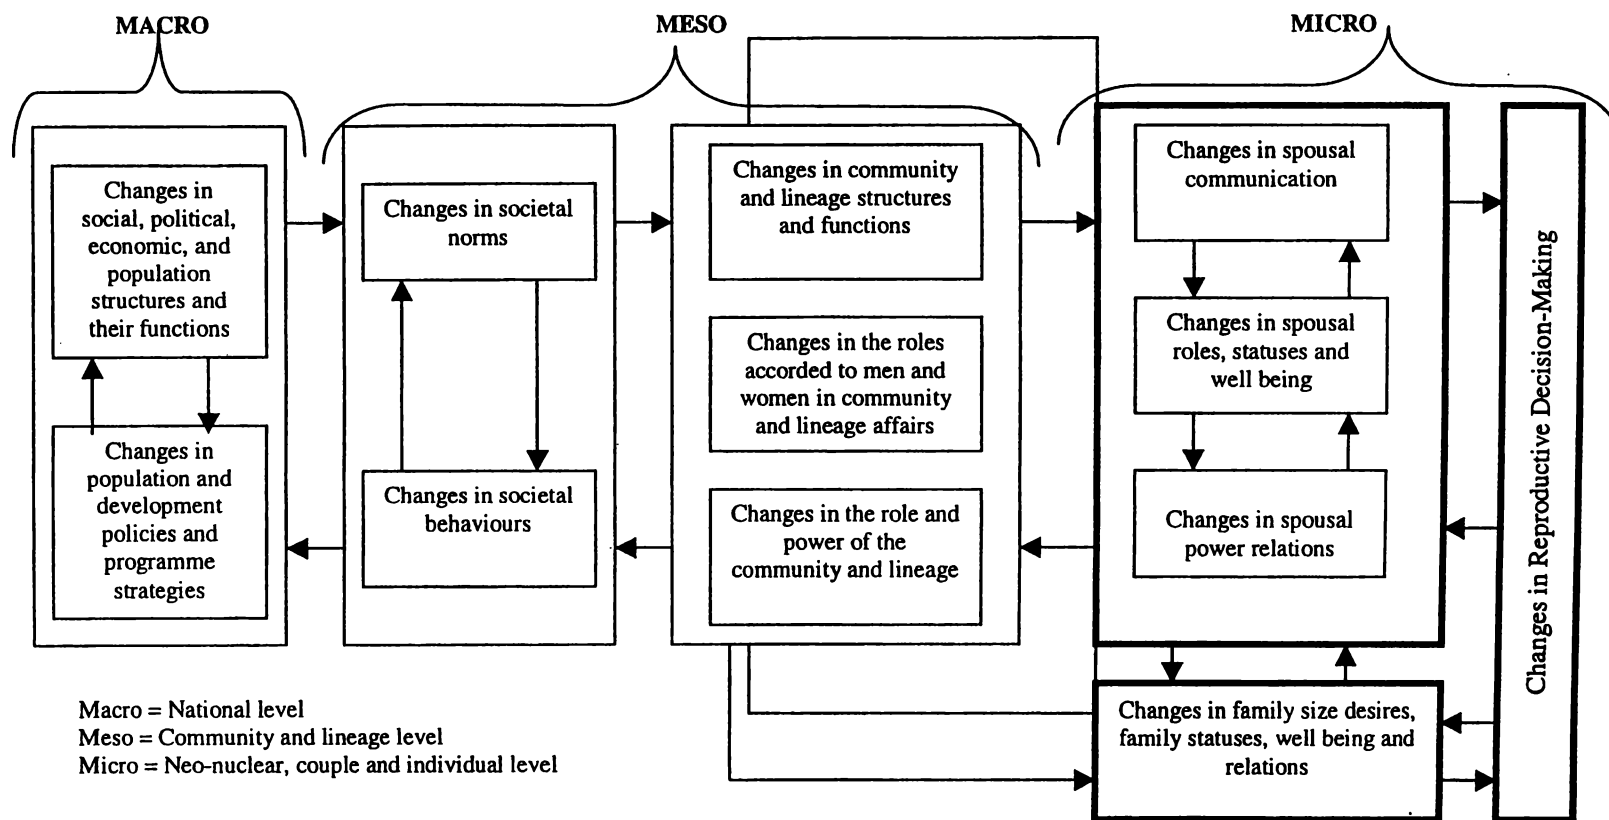 MACRO
MESO
MICRO
Changes in
social, political,
economic, and
population
structures and
their functions
Changes in
population and
development
policies and
programme
strategies
Changes in societal
norms
Changes in societal
behaviours
Changes in community
and lineage structures
and functions
Changes in the roles
accorded to men and
women in community
and lineage affairs
Changes in the role and
power of the
community and lineage
Changes in spousal
communication
Changes in spousal
roles, statuses and
well being
Changes in spousal
power relations
Changes in family size desires,
family statuses, well being and
relations
Changes in Reproductive Decision-Making
Macro = National level
Meso = Community and lineage level
Micro = Neo-nuclear, couple and individual level